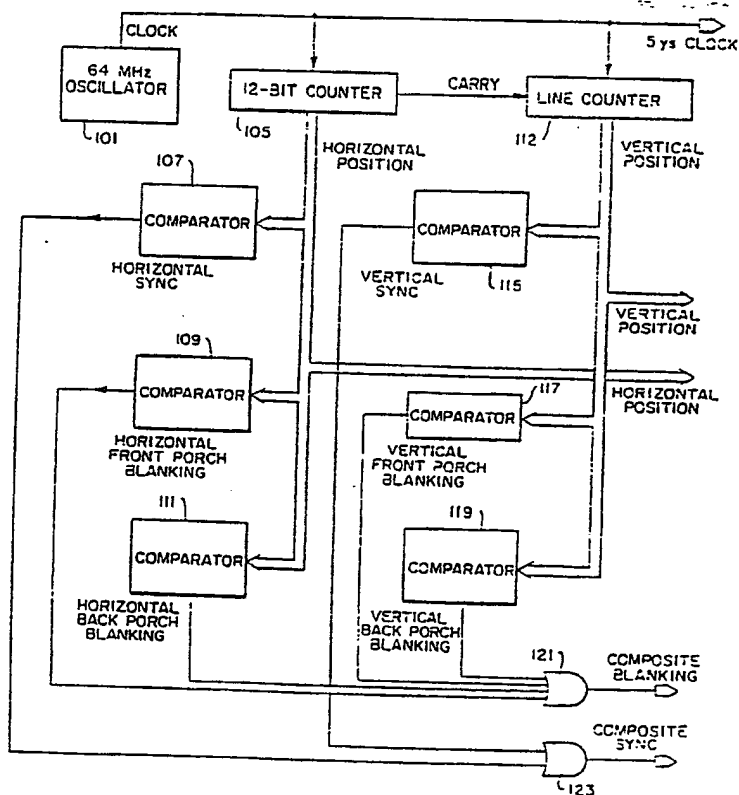 CLOCK
5 ys CLOCK
64 MHz
OSCILLATOR
101
12-BIT COUNTER
105
CARRY
LINE COUNTER
112
HORIZONTAL
POSITION
VERTICAL
POSITION
107
COMPARATOR
HORIZONTAL
SYNC
COMPARATOR
VERTICAL
SYNC
115
VERTICAL
POSITION
109
COMPARATOR
HORIZONTAL
FRONT PORCH
BLANKING
HORIZONTAL
POSITION
117
COMPARATOR
VERTICAL
FRONT PORCH
BLANKING
111
COMPARATOR
HORIZONTAL
BACK PORCH
BLANKING
119
COMPARATOR
VERTICAL
BACK PORCH
BLANKING
121
COMPOSITE
BLANKING
COMPOSITE
SYNC
123